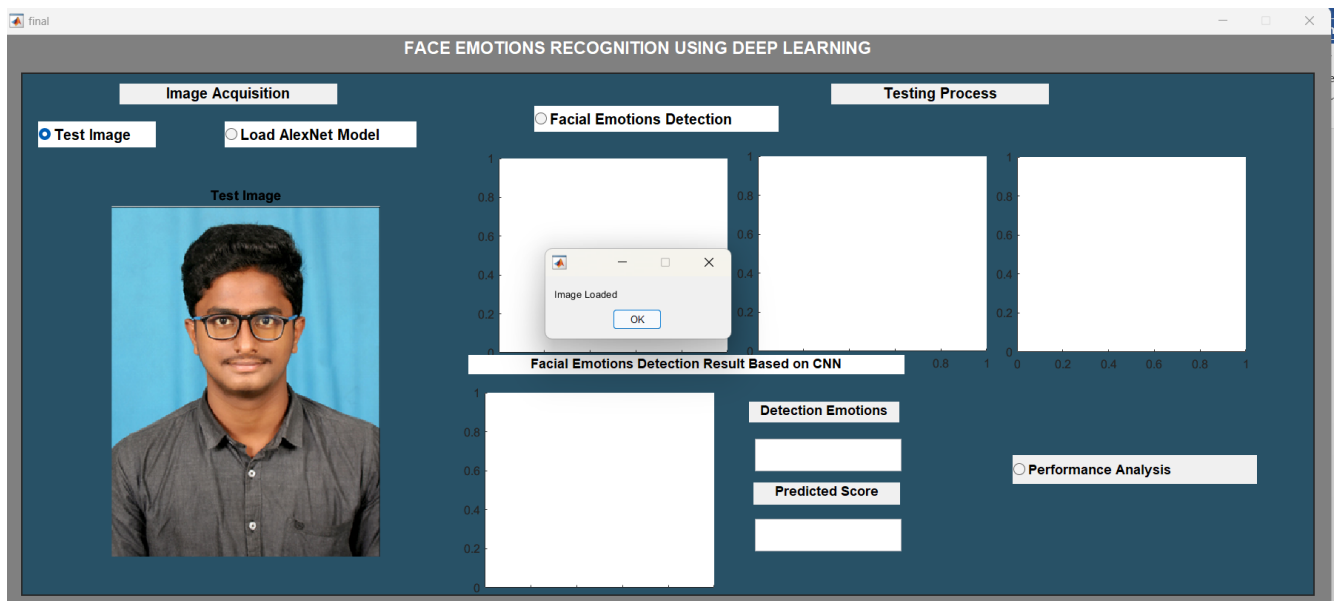 final
FACE EMOTIONS RECOGNITION USING DEEP LEARNING
Image Acquisition
Testing Process
Facial Emotions Detection
Test Image
Load AlexNet Model
Test Image
1
0.8
0.6
0.4
0.2
0
1
0.8
0.6
0.4
0.2
0.8
1
1
0.8
0.6
0.4
0.2
0
0
0.2
0.4
0.6
0.8
1
Image Loaded
OK
Facial Emotions Detection Result Based on CNN
1
0.8
0.6
0.4
0.2
0
Detection Emotions
Predicted Score
Performance Analysis